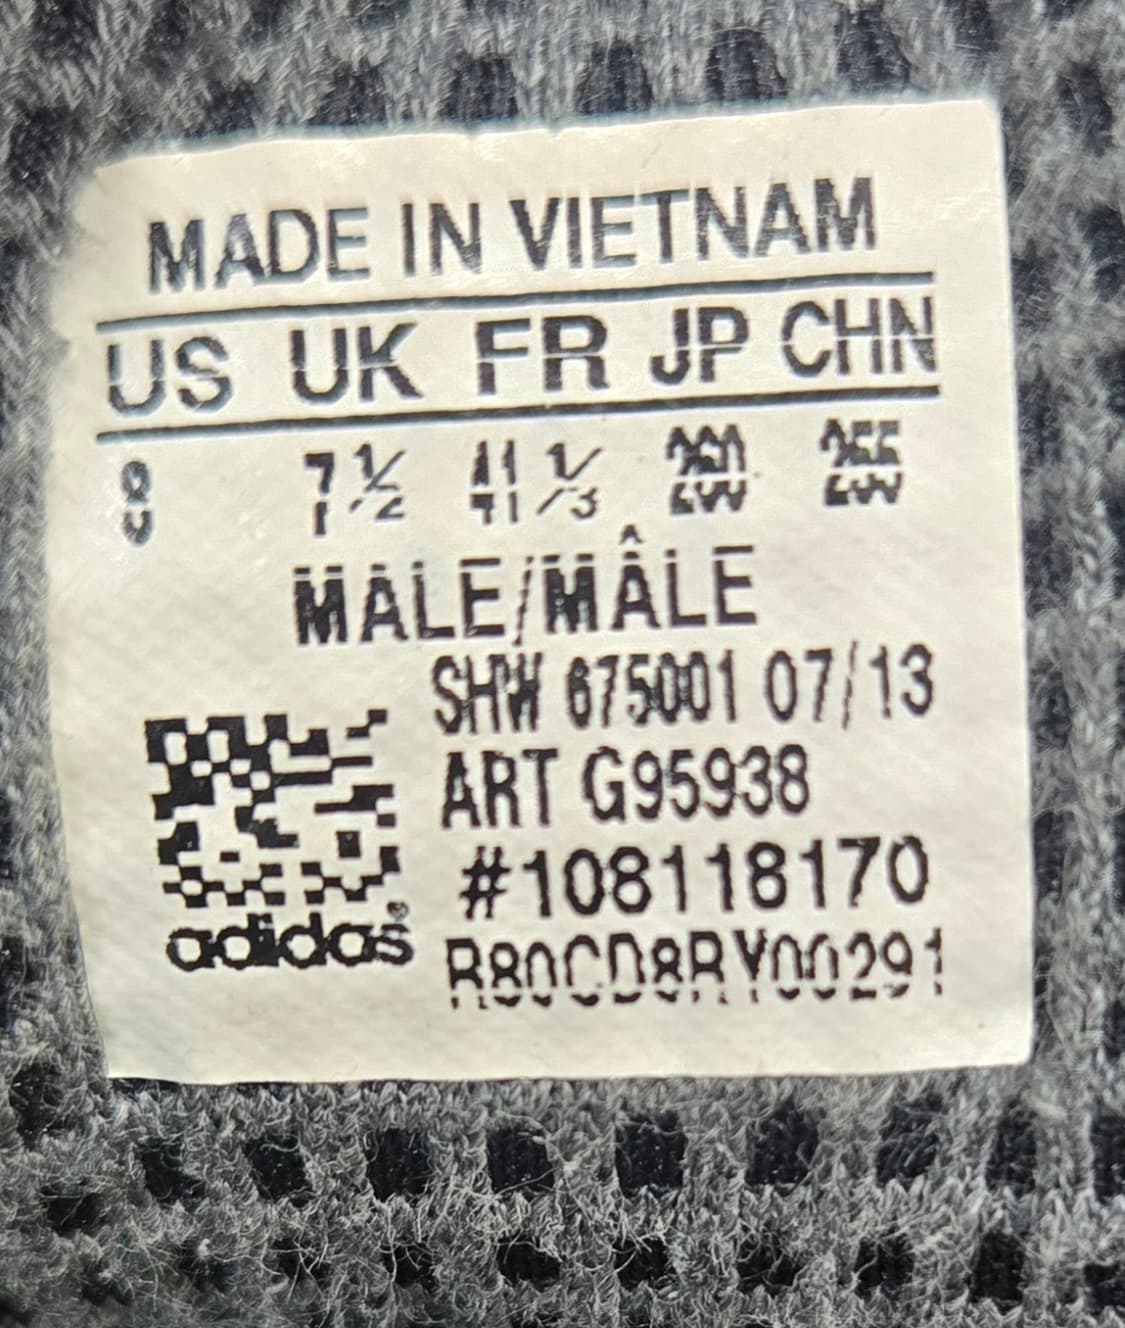 MADE IN VIETNAM
US UK FR JP CHN
8 7½ 41⅓ 260 255
MALE/MÂLE
SHW 675001 07/13
ART G95938
#108118170
adidas®
R80CD8RY00291